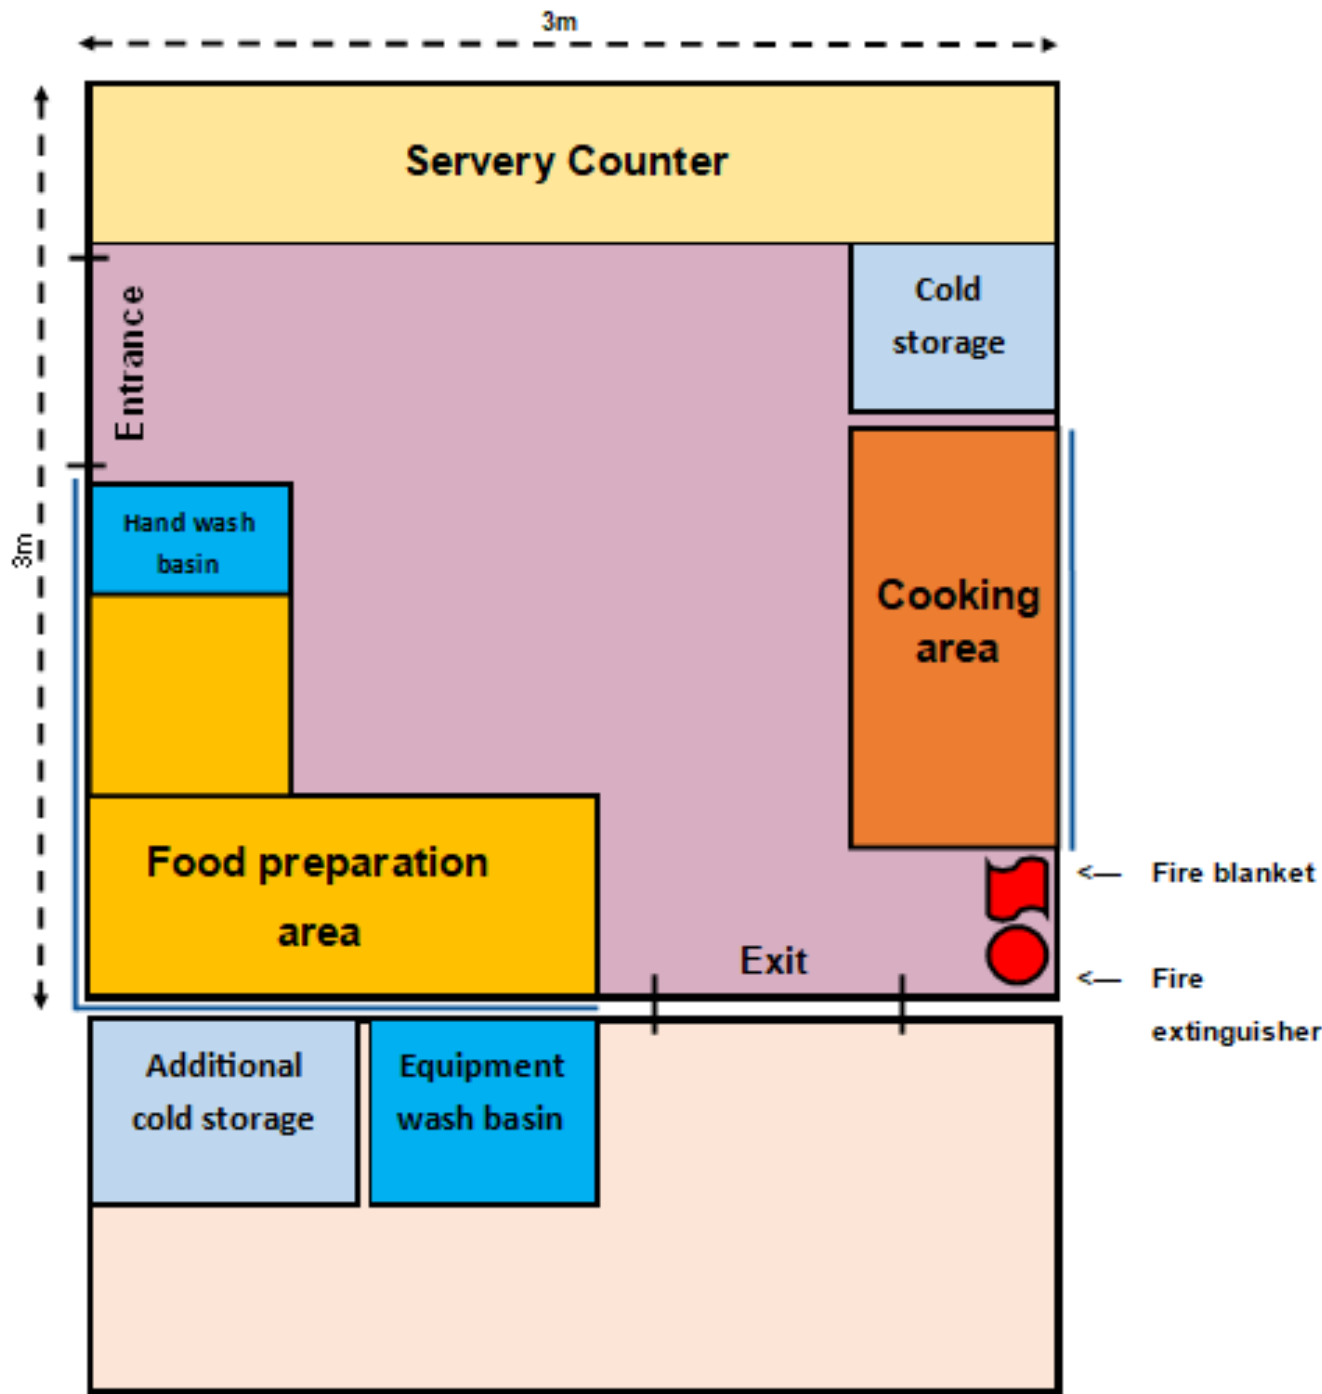 3m
Servery Counter
Cold
storage
Entrance
3m
Hand wash
basin
Cooking
area
Food preparation
area
<— Fire blanket
Exit
<— Fire
extinguisher
Additional
cold storage
Equipment
wash basin